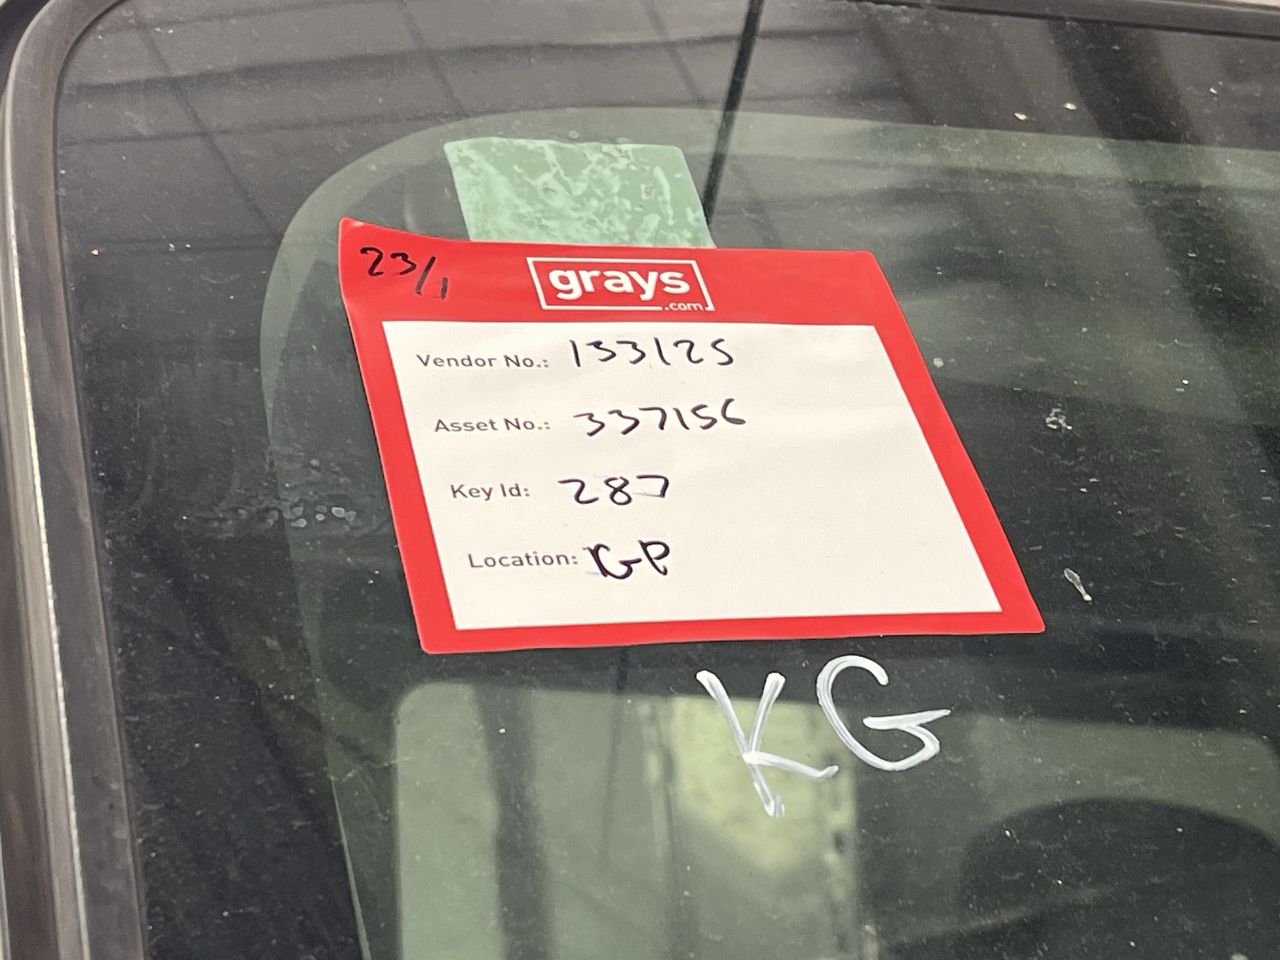 23/1
grays
.com
Vendor No.: 133125
Asset No.: 337156
Key Id: 287
Location: GP
KG